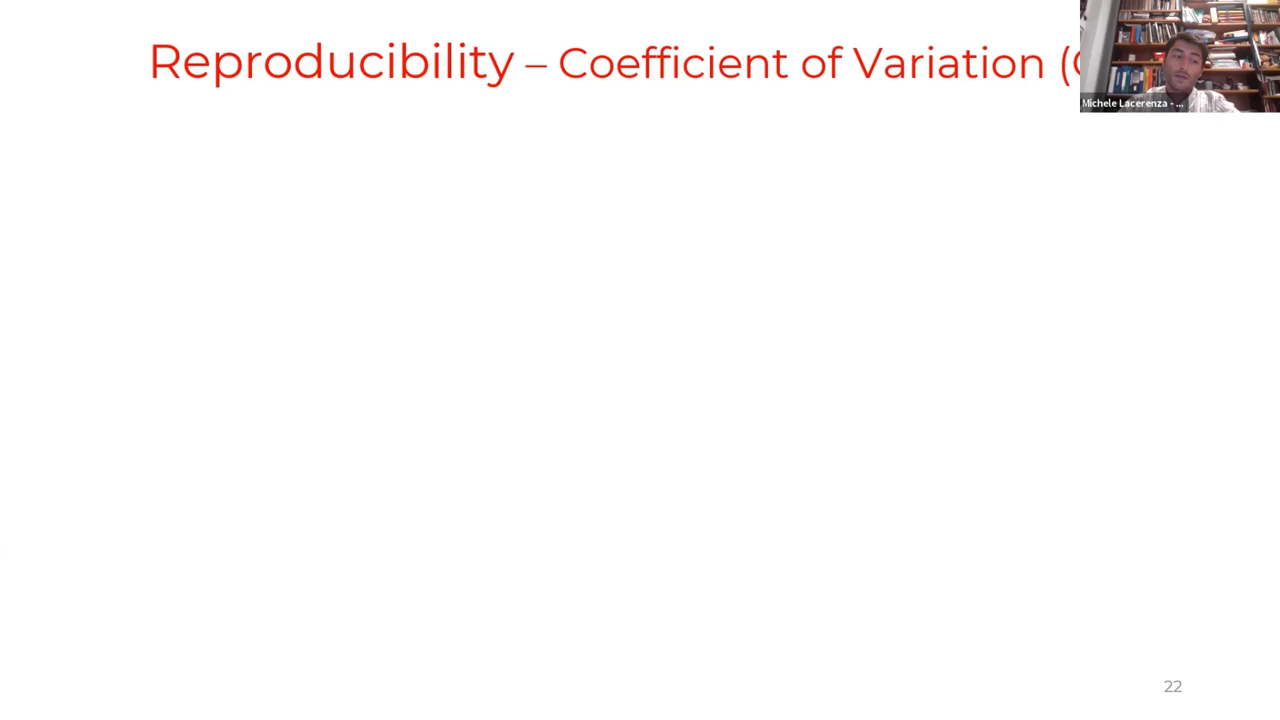 Reproducibility – Coefficient of Variation (
Michele Lacerenza - ...
22